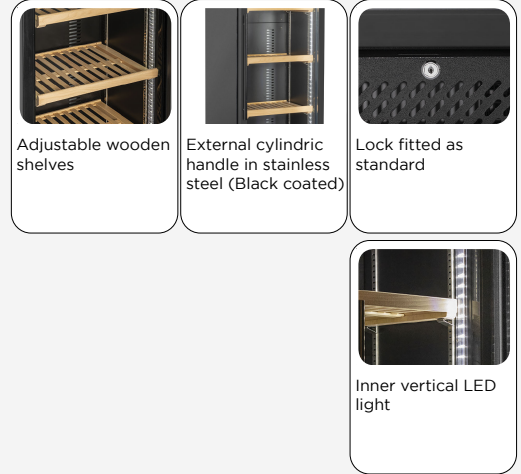 Adjustable wooden
shelves
External cylindric
handle in stainless
steel (Black coated)
Lock fitted as
standard
Inner vertical LED
light